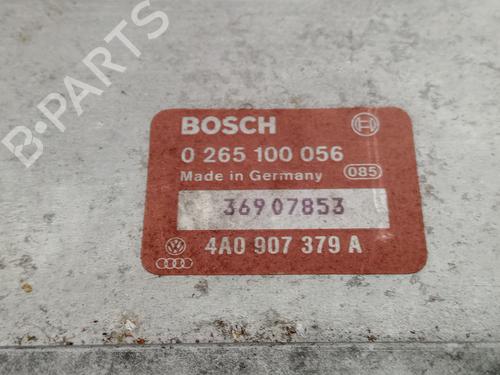 B-PARTS
BOSCH
0 265 100 056
Made in Germany 085
36907853
4A0 907 379 A